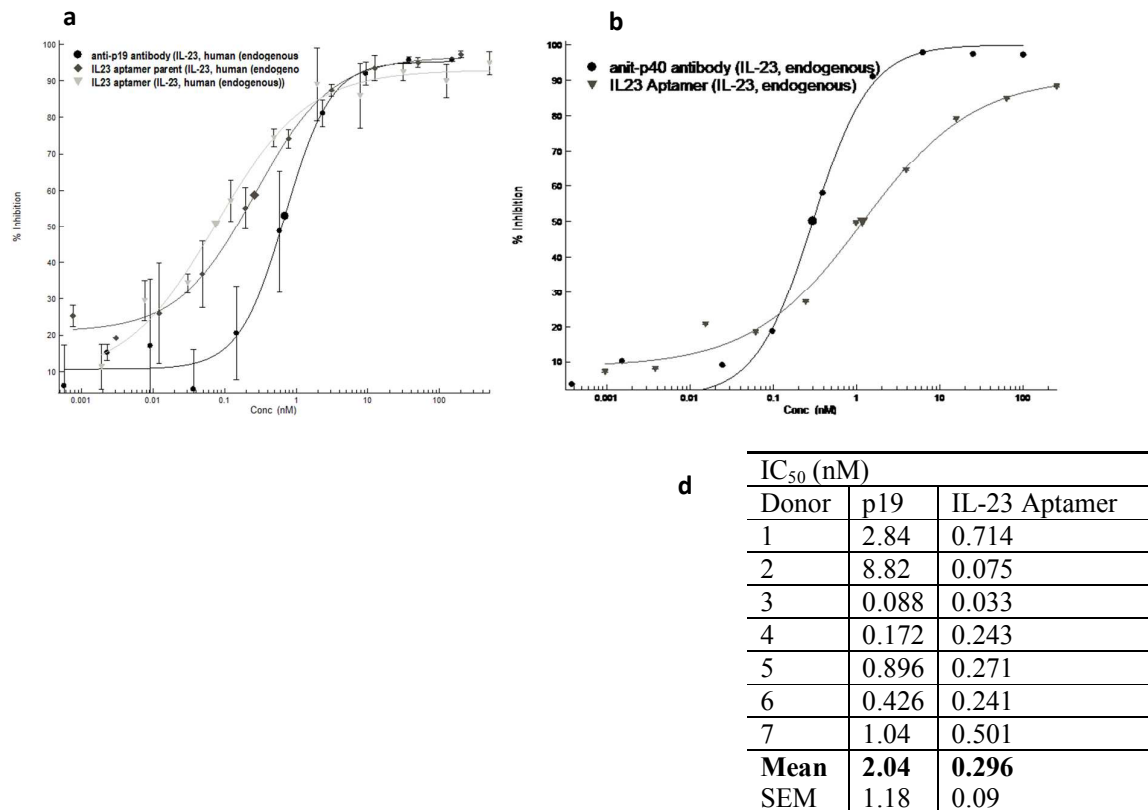 a
anti-p19 antibody (IL-23, human (endogenous
IL23 aptamer parent (IL-23, human (endogeno
IL23 aptamer (IL-23, human (endogenous))
100
90
80
70
60
50
40
30
20
10
% Inhibition
0.001 0.01 0.1 1 10 100
Conc (nM)
b
anit-p40 antibody (IL-23, endogenous)
IL23 Aptamer (IL-23, endogenous)
100
90
80
70
60
50
40
30
20
10
% Inhibition
0.001 0.01 0.1 1 10 100
Conc (nM)
d
IC50 (nM)
Donor p19 IL-23 Aptamer
1 2.84 0.714
2 8.82 0.075
3 0.088 0.033
4 0.172 0.243
5 0.896 0.271
6 0.426 0.241
7 1.04 0.501
Mean 2.04 0.296
SEM 1.18 0.09